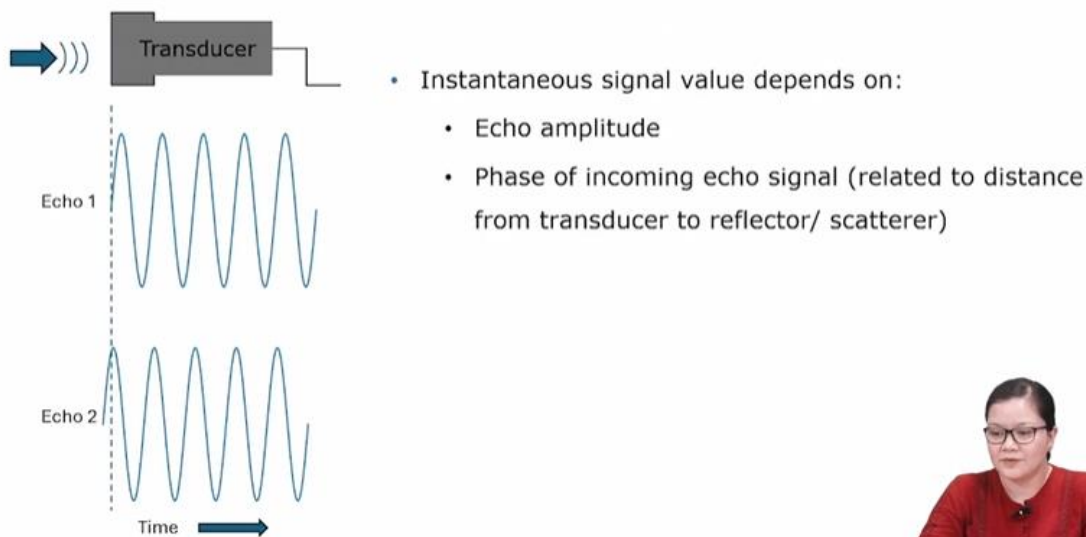 Transducer
• Instantaneous signal value depends on:
• Echo amplitude
• Phase of incoming echo signal (related to distance
from transducer to reflector/ scatterer)
Echo 1
Echo 2
Time